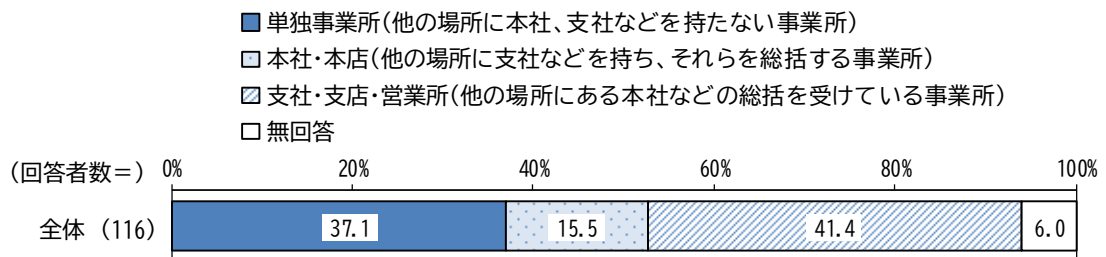 単独事業所(他の場所に本社、支社などを持たない事業所)
本社・本店(他の場所に支社などを持ち、それらを総括する事業所)
支社・支店・営業所(他の場所にある本社などの総括を受けている事業所)
無回答
(回答者数=) 0% 20% 40% 60% 80% 100%
全体 (116) 37.1 15.5 41.4 6.0